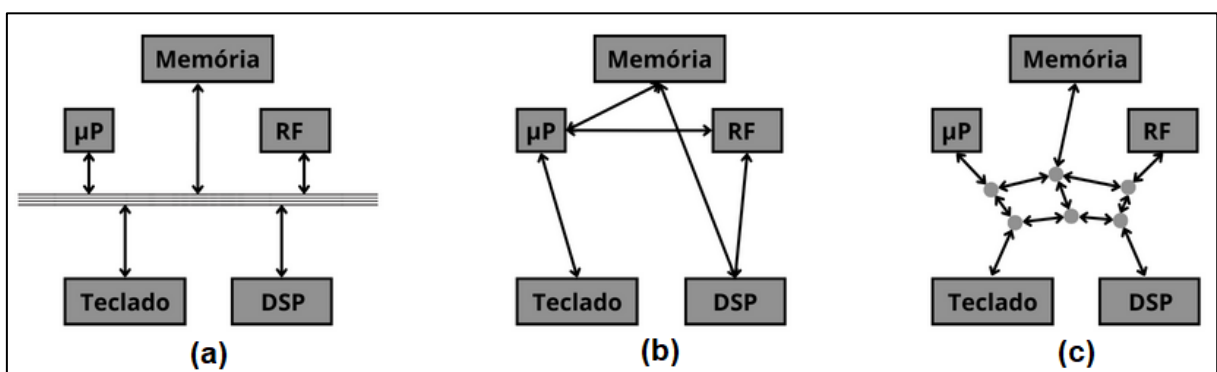 Memória
µP
RF
Teclado
DSP
(a)
Memória
µP
RF
Teclado
DSP
(b)
Memória
µP
RF
Teclado
DSP
(c)